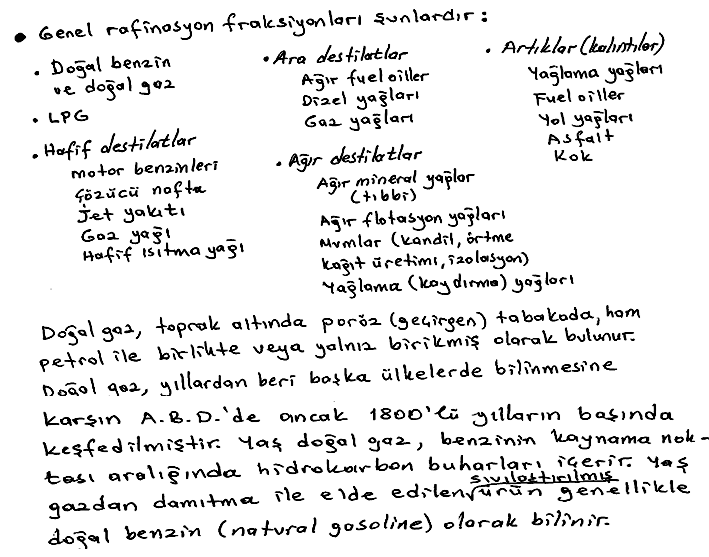 • Genel rafinasyon fraksiyonları şunlardır:
• Doğal benzin
ve doğal gaz
• LPG
• Hafif destilatlar
motor benzinleri
Çözücü nafta
Jet yakıtı
Gaz yağı
Hafif ısıtma yağı
• Ara destilatlar
Ağır fueloiller
Dizel yağları
Gaz yağları
• Ağır destilatlar
Ağır mineral yağlar
(tıbbi)
Ağır flotasyon yağları
Mumlar (kandil, örtme
kağıt üretimi, izolasyon)
Yağlama (kaydırma) yağları
• Artıklar (kalıntılar)
Yağlama yağları
Fueloiller
Yol yağları
Asfalt
Kok
Doğal gaz, toprak altında poröz (geçirgen) tabakada, ham
petrol ile birlikte veya yalnız birikmiş olarak bulunur.
Doğal gaz, yıllardan beri başka ülkelerde bilinmesine
karşın A.B.D.'de ancak 1800'lü yılların başında
keşfedilmiştir. Yaş doğal gaz, benzinin kaynama nok-
tası aralığında hidrokarbon buharları içerir. Yaş
gazdan damıtma ile elde edilen sıvılaştırılmış ürün genellikle
doğal benzin (natural gasoline) olarak bilinir.